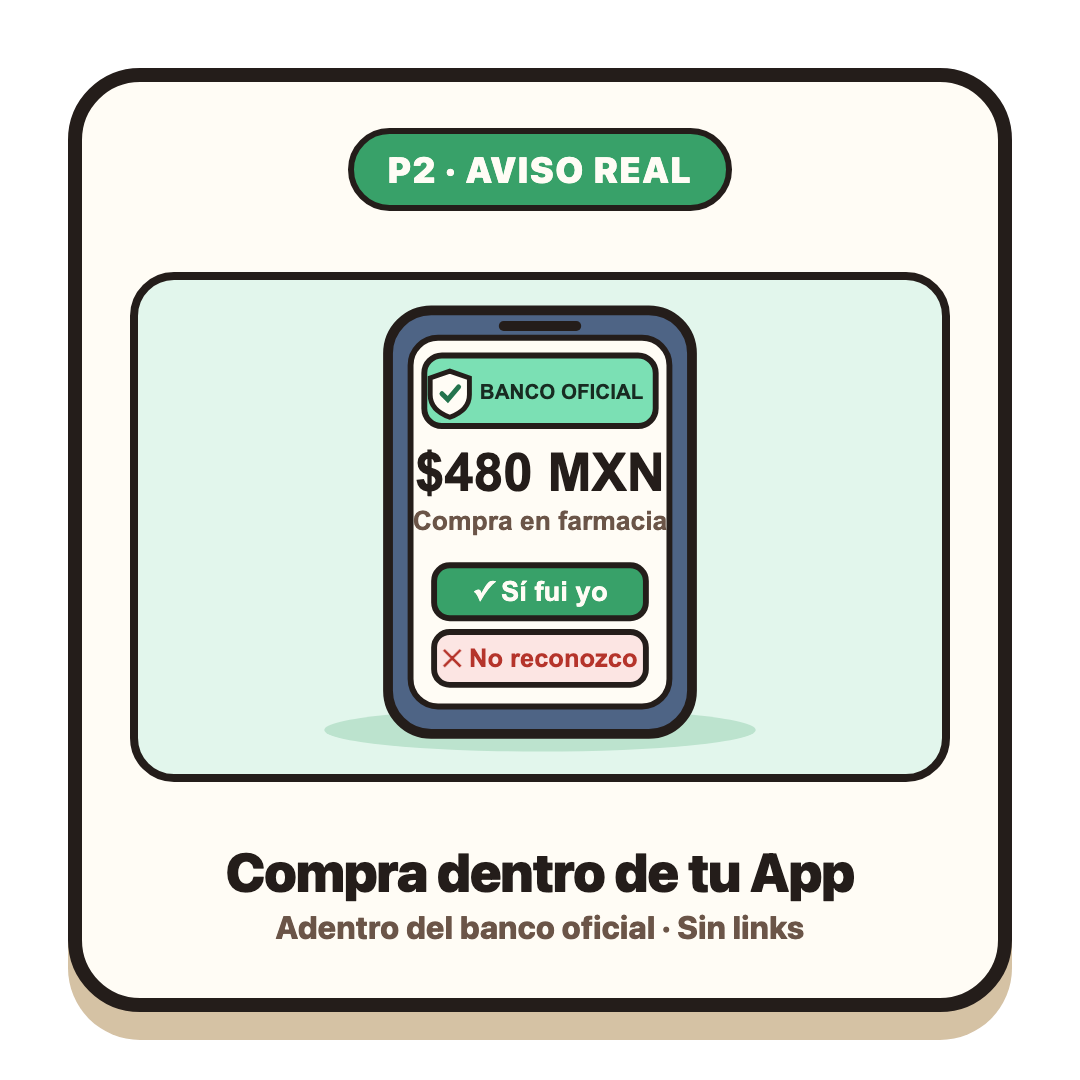 P2 · AVISO REAL
BANCO OFICIAL
$480 MXN
Compra en farmacia
✓ Sí fui yo
✕ No reconozco
Compra dentro de tu App
Adentro del banco oficial · Sin links